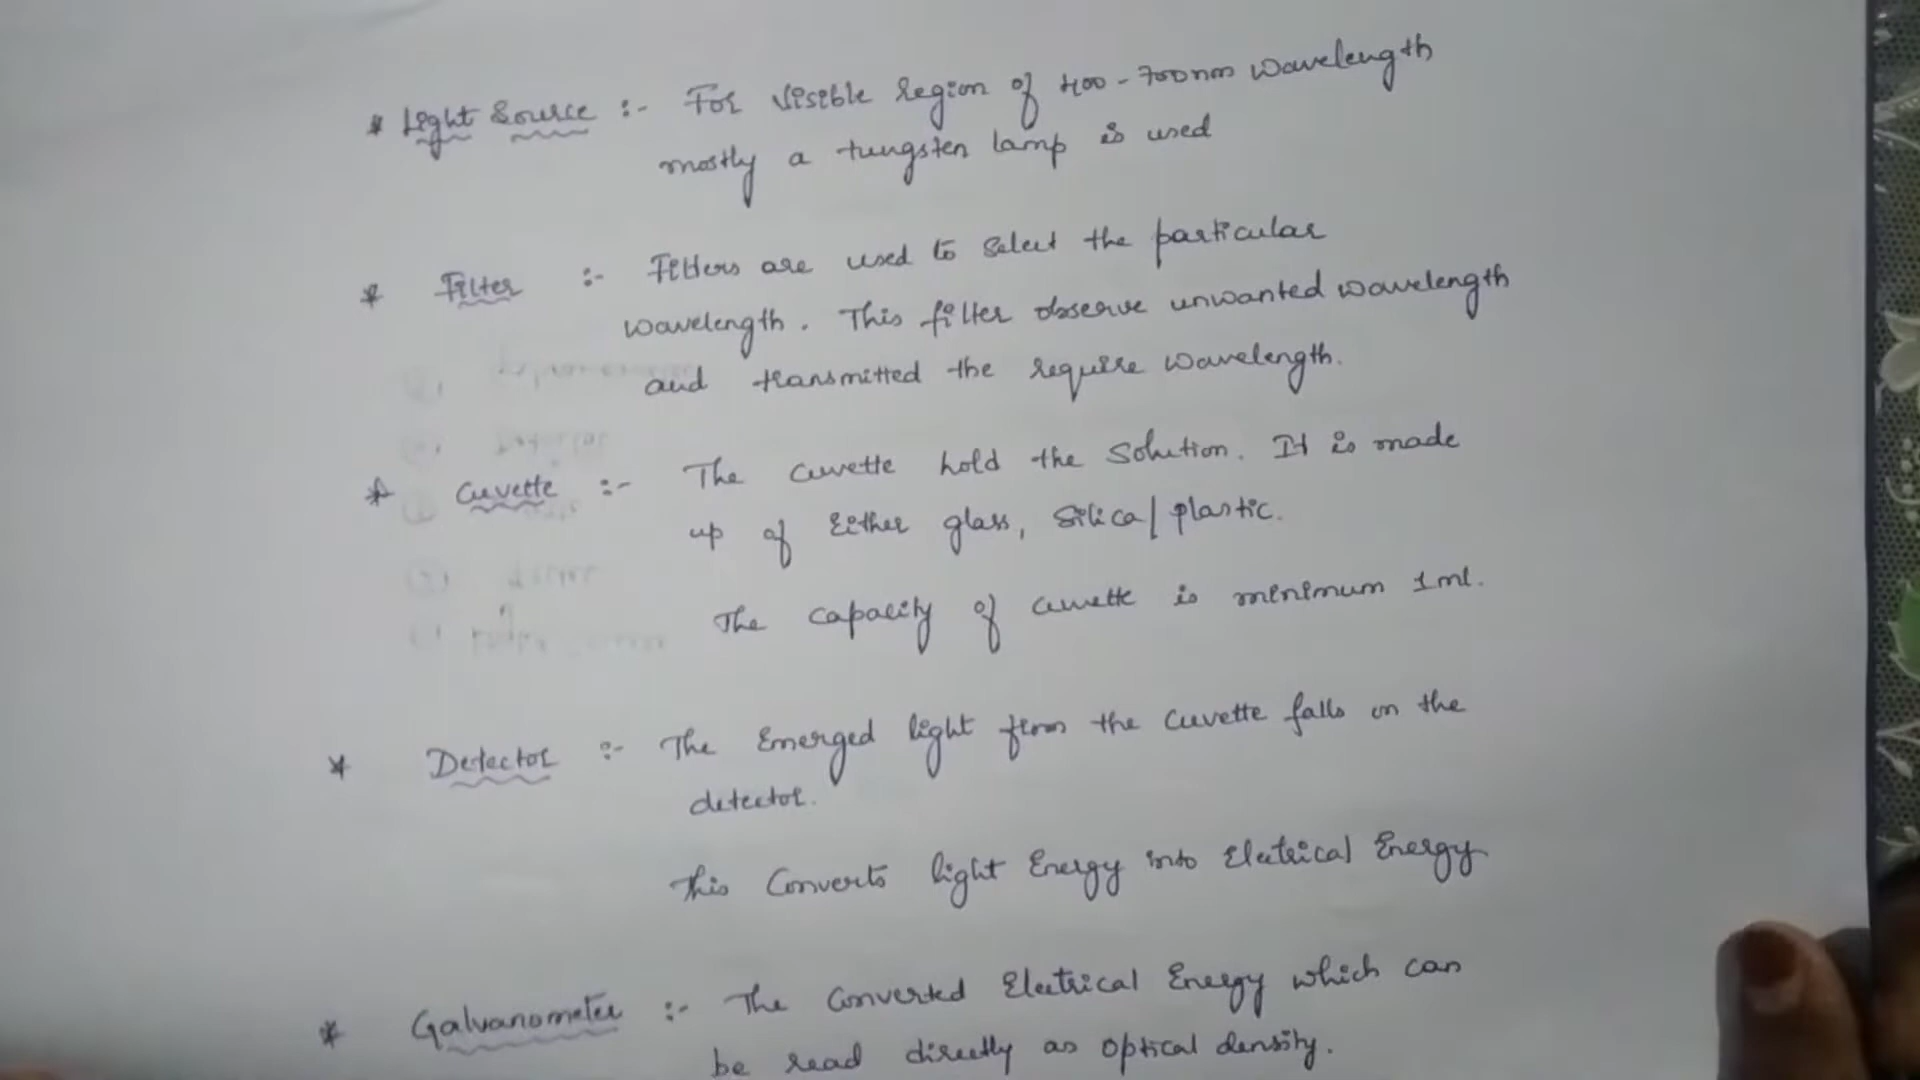 * Light Source :- For visible region of 400-700nm wavelength
mostly a tungsten lamp is used
* Filter :- Filters are used to select the particular
wavelength. This filter observe unwanted wavelength
and transmitted the require wavelength.
* Cuvette :- The cuvette hold the solution. It is made
up of Either glass, Silica/plastic.
The capacity of cuvette is minimum 1ml.
* Detector :- The Emerged light from the cuvette falls on the
detector.
This Converts light Energy into Electrical Energy
* Galvanometer :- The Converted Electrical Energy which can
be read directly as optical density.